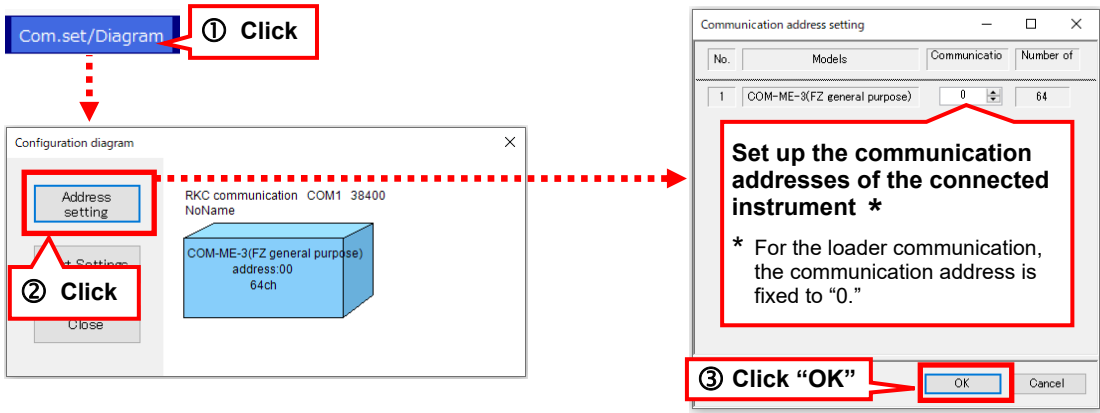 Com.set/Diagram
① Click
Configuration diagram
Address
setting
② Click
Close
RKC communication COM1 38400
NoName
COM-ME-3(FZ general purpose)
address:00
64ch
Communication address setting
No. Models Communicatio Number of
1 COM-ME-3(FZ general purpose) 0 64
Set up the communication
addresses of the connected
instrument *
* For the loader communication,
the communication address is
fixed to “0.”
③ Click “OK”
OK Cancel